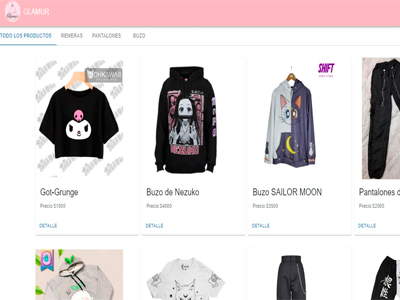 GLAMUR
TODO LOS PRODUCTOS REMERAS PANTALONES BUZO
OHKAWAII
SHIFT
Got-Grunge
Buzo de Nezuko
Buzo SAILOR MOON
Pantalones d
Precio $1000
Precio $4000
Precio $3500
Precio $2000
DETALLE
DETALLE
DETALLE
DETALLE